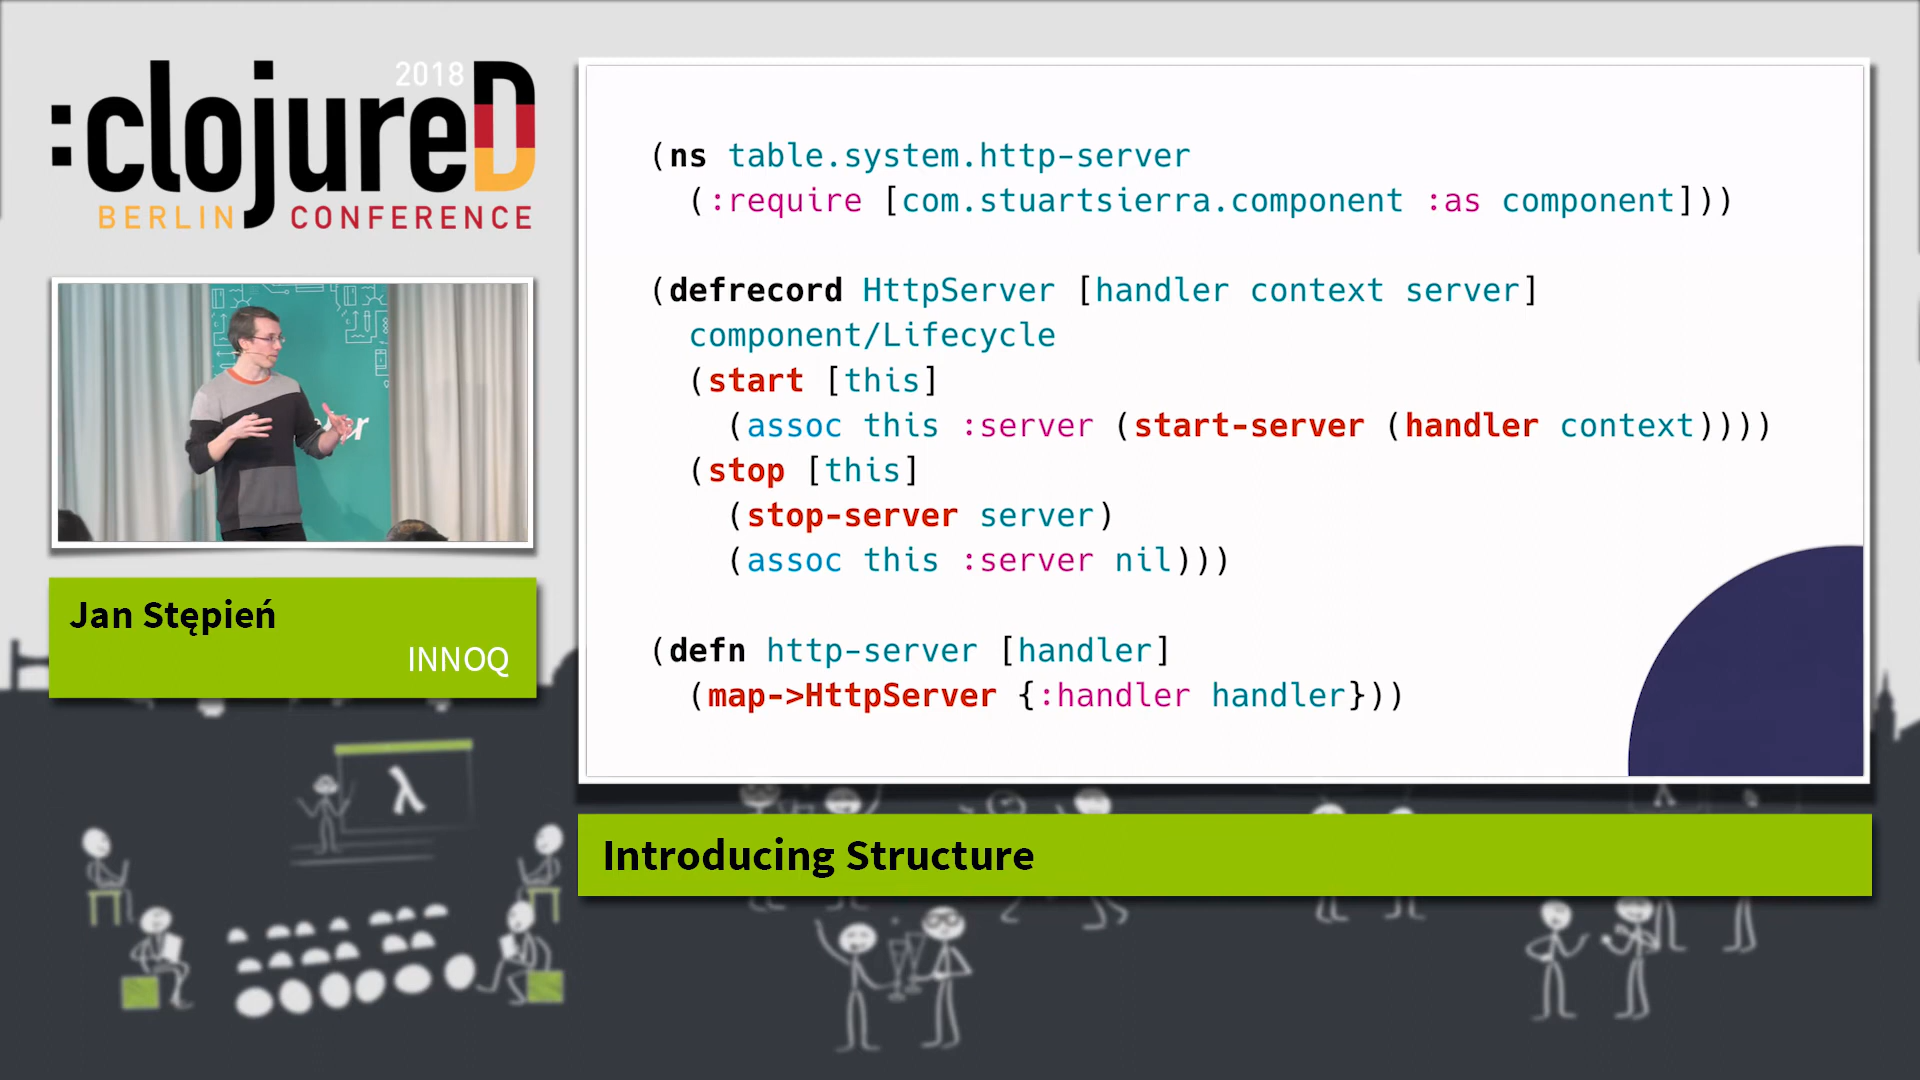 2018
:clojureD
BERLIN CONFERENCE
Jan Stępień
INNOQ
(ns table.system.http-server
  (:require [com.stuartsierra.component :as component]))
(defrecord HttpServer [handler context server]
  component/Lifecycle
  (start [this]
    (assoc this :server (start-server (handler context))))
  (stop [this]
    (stop-server server)
    (assoc this :server nil)))
(defn http-server [handler]
  (map->HttpServer {:handler handler}))
Introducing Structure
λ